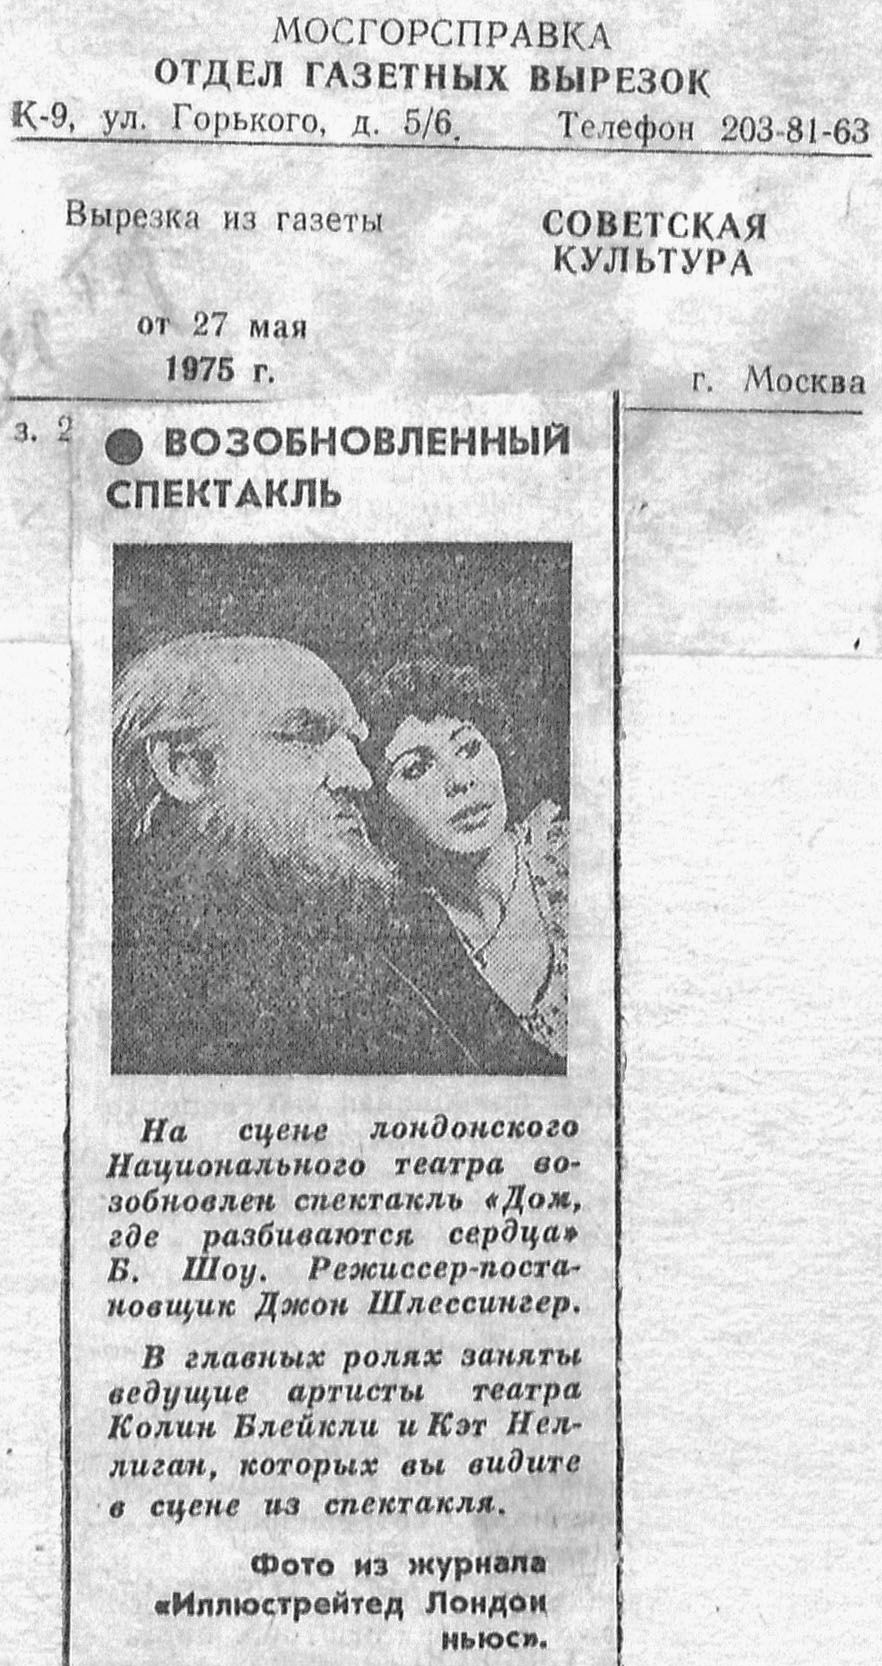 МОСГОРСПРАВКА
ОТДЕЛ ГАЗЕТНЫХ ВЫРЕЗОК
К-9, ул. Горького, д. 5/6. Телефон 203-81-63
Вырезка из газеты
СОВЕТСКАЯ
КУЛЬТУРА
от 27 мая
1975 г.
г. Москва
з. 2
● ВОЗОБНОВЛЕННЫЙ
СПЕКТАКЛЬ
На сцене лондонского
Национального театра во-
зобновлен спектакль «Дом,
где разбиваются сердца»
Б. Шоу. Режиссер-поста-
новщик Джон Шлессингер.
В главных ролях заняты
ведущие артисты театра
Колин Блейкли и Кэт Нел-
лиган, которых вы видите
в сцене из спектакля.
Фото из журнала
«Иллюстрейтед Лондон
ньюс».